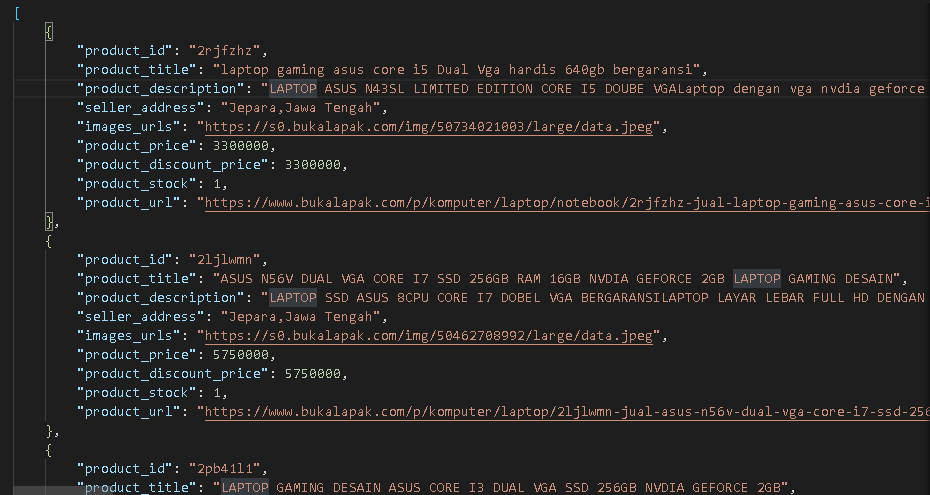 [
{
"product_id": "2rjfzhz",
"product_title": "laptop gaming asus core i5 Dual Vga hardis 640gb bergaransi",
"product_description": "LAPTOP ASUS N43SL LIMITED EDITION CORE I5 DOUBE VGALaptop dengan vga nvdia geforce
"seller_address": "Jepara,Jawa Tengah",
"images_urls": "https://s0.bukalapak.com/img/50734021003/large/data.jpeg",
"product_price": 3300000,
"product_discount_price": 3300000,
"product_stock": 1,
"product_url": "https://www.bukalapak.com/p/komputer/laptop/notebook/2rjfzhz-jual-laptop-gaming-asus-core-i
},
{
"product_id": "2ljlwmn",
"product_title": "ASUS N56V DUAL VGA CORE I7 SSD 256GB RAM 16GB NVDIA GEFORCE 2GB LAPTOP GAMING DESAIN",
"product_description": "LAPTOP SSD ASUS 8CPU CORE I7 DOBEL VGA BERGARANSILAPTOP LAYAR LEBAR FULL HD DENGAN
"seller_address": "Jepara,Jawa Tengah",
"images_urls": "https://s0.bukalapak.com/img/50462708992/large/data.jpeg",
"product_price": 5750000,
"product_discount_price": 5750000,
"product_stock": 1,
"product_url": "https://www.bukalapak.com/p/komputer/laptop/2ljlwmn-jual-asus-n56v-dual-vga-core-i7-ssd-256
},
{
"product_id": "2pb41l1",
"product_title": "LAPTOP GAMING DESAIN ASUS CORE I3 DUAL VGA SSD 256GB NVDIA GEFORCE 2GB",